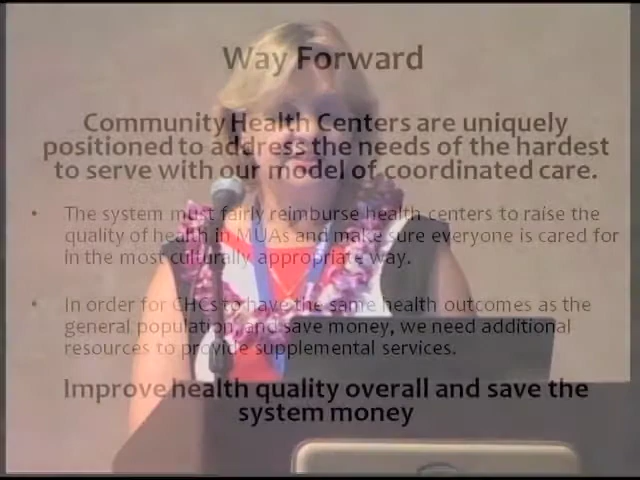 Way Forward
Community Health Centers are uniquely
positioned to address the needs of the hardest
to serve with our model of coordinated care.
• The system must fairly reimburse health centers to raise the
quality of health in MUAs and make sure everyone is cared for
in the most culturally appropriate way.
• In order for CHCs to have the same health outcomes as the
general population, and save money, we need additional
resources to provide supplemental services.
Improve health quality overall and save the
system money